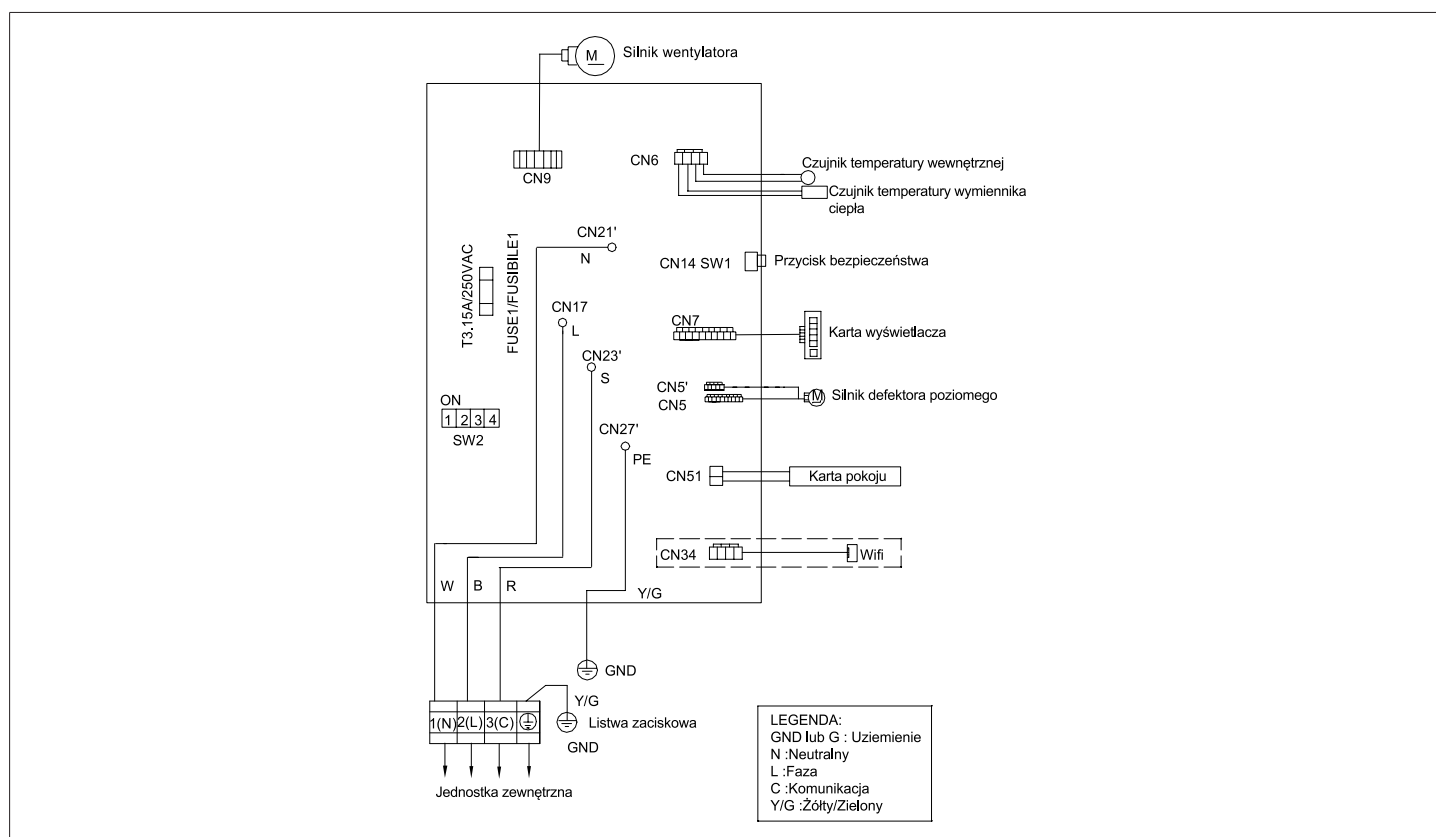 M
Silnik wentylatora
CN9
CN6
Czujnik temperatury wewnętrznej
Czujnik temperatury wymiennika
ciepła
CN21'
N
CN14 SW1
Przycisk bezpieczeństwa
T3.15A/250VAC
FUSE1/FUSIBILE1
CN17
L
CN7
Karta wyświetlacza
CN23'
S
CN5'
CN5
M
Silnik defektora poziomego
ON
1 2 3 4
SW2
CN27'
PE
CN51
Karta pokoju
CN34
Wifi
W B R
Y/G
GND
Y/G
1(N) 2(L) 3(C)
Listwa zaciskowa
GND
Jednostka zewnętrzna
LEGENDA:
GND lub G : Uziemienie
N :Neutralny
L :Faza
C :Komunikacja
Y/G :Żółty/Zielony